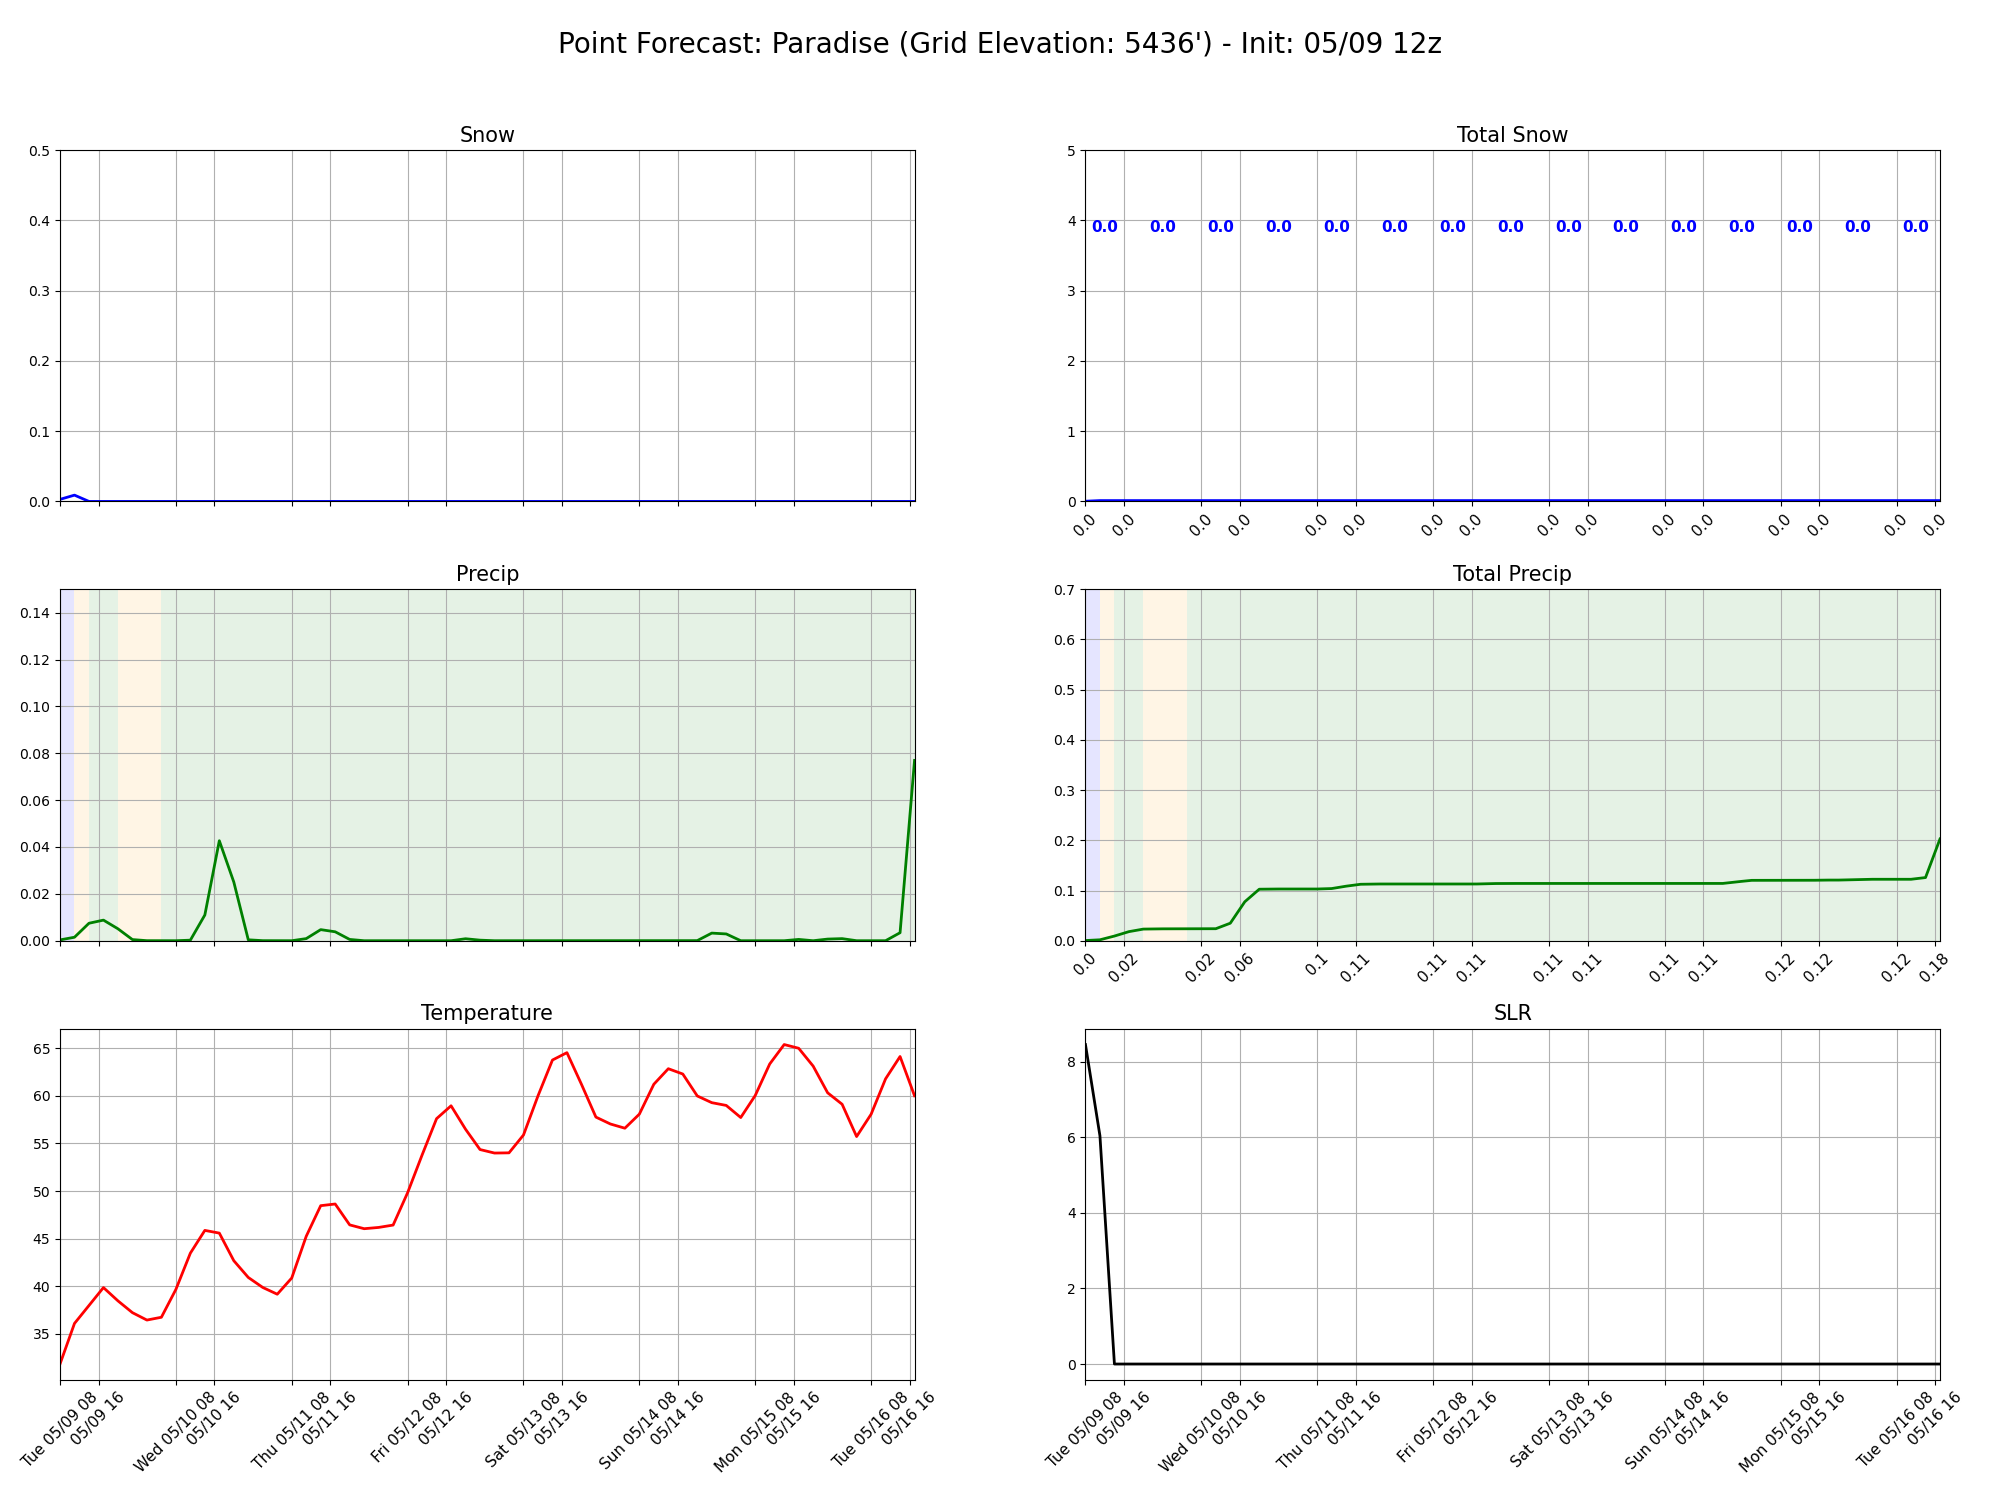 Point Forecast: Paradise (Grid Elevation: 5436') - Init: 05/09 12z
Snow
0.5
0.4
0.3
0.2
0.1
0.0
Total Snow
5
4
3
2
1
0
0.0 0.0 0.0 0.0 0.0 0.0 0.0 0.0 0.0 0.0 0.0 0.0 0.0 0.0 0.0
0.0 0.0 0.0 0.0 0.0 0.0 0.0 0.0 0.0 0.0 0.0 0.0 0.0 0.0 0.0 0.0
Precip
0.14
0.12
0.10
0.08
0.06
0.04
0.02
0.00
Total Precip
0.7
0.6
0.5
0.4
0.3
0.2
0.1
0.0
0.0 0.02 0.02 0.06 0.1 0.11 0.11 0.11 0.11 0.11 0.11 0.11 0.12 0.12 0.12 0.18
Temperature
65
60
55
50
45
40
35
Tue 05/09 08
05/09 16
Wed 05/10 08
05/10 16
Thu 05/11 08
05/11 16
Fri 05/12 08
05/12 16
Sat 05/13 08
05/13 16
Sun 05/14 08
05/14 16
Mon 05/15 08
05/15 16
Tue 05/16 08
05/16 16
SLR
8
6
4
2
0
Tue 05/09 08
05/09 16
Wed 05/10 08
05/10 16
Thu 05/11 08
05/11 16
Fri 05/12 08
05/12 16
Sat 05/13 08
05/13 16
Sun 05/14 08
05/14 16
Mon 05/15 08
05/15 16
Tue 05/16 08
05/16 16